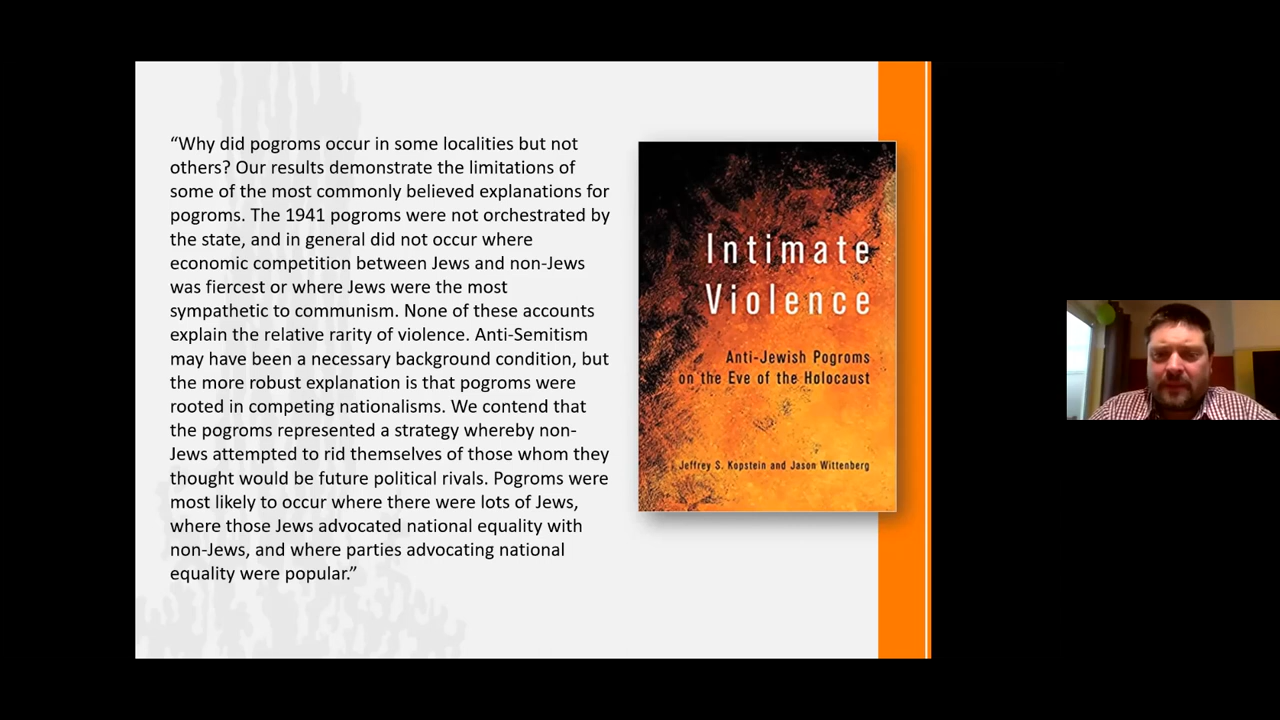 “Why did pogroms occur in some localities but not
others? Our results demonstrate the limitations of
some of the most commonly believed explanations for
pogroms. The 1941 pogroms were not orchestrated by
the state, and in general did not occur where
economic competition between Jews and non-Jews
was fiercest or where Jews were the most
sympathetic to communism. None of these accounts
explain the relative rarity of violence. Anti-Semitism
may have been a necessary background condition, but
the more robust explanation is that pogroms were
rooted in competing nationalisms. We contend that
the pogroms represented a strategy whereby non-
Jews attempted to rid themselves of those whom they
thought would be future political rivals. Pogroms were
most likely to occur where there were lots of Jews,
where those Jews advocated national equality with
non-Jews, and where parties advocating national
equality were popular.”
Intimate
Violence
Anti-Jewish Pogroms
on the Eve of the Holocaust
Jeffrey S. Kopstein and Jason Wittenberg